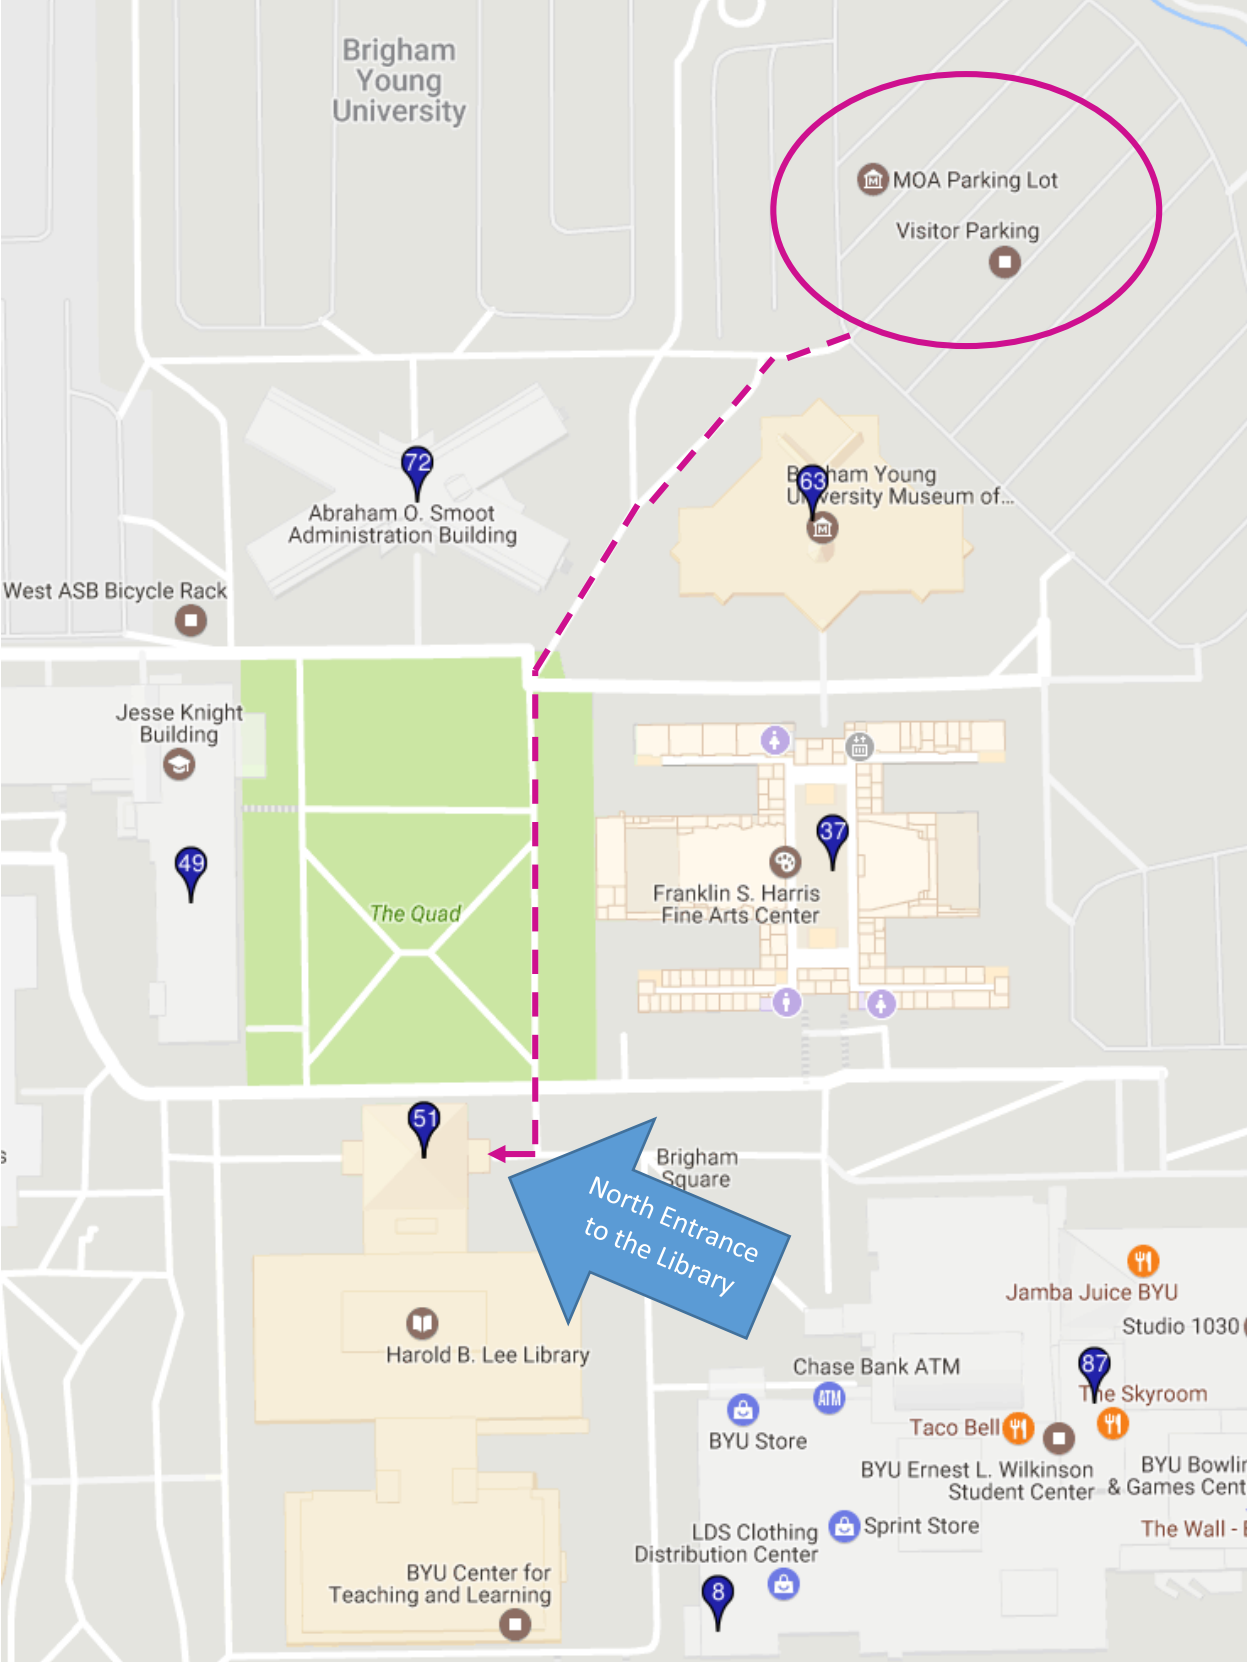 Brigham
Young
University
MOA Parking Lot
Visitor Parking
72
Abraham O. Smoot
Administration Building
63
Brigham Young
University Museum of...
West ASB Bicycle Rack
Jesse Knight
Building
49
37
Franklin S. Harris
Fine Arts Center
The Quad
51
Brigham
Square
North Entrance
to the Library
Harold B. Lee Library
Jamba Juice BYU
Studio 1030
Chase Bank ATM
ATM
87
The Skyroom
BYU Store
Taco Bell
BYU Ernest L. Wilkinson
Student Center
BYU Bowlin
& Games Cent
Sprint Store
The Wall - B
LDS Clothing
Distribution Center
8
BYU Center for
Teaching and Learning